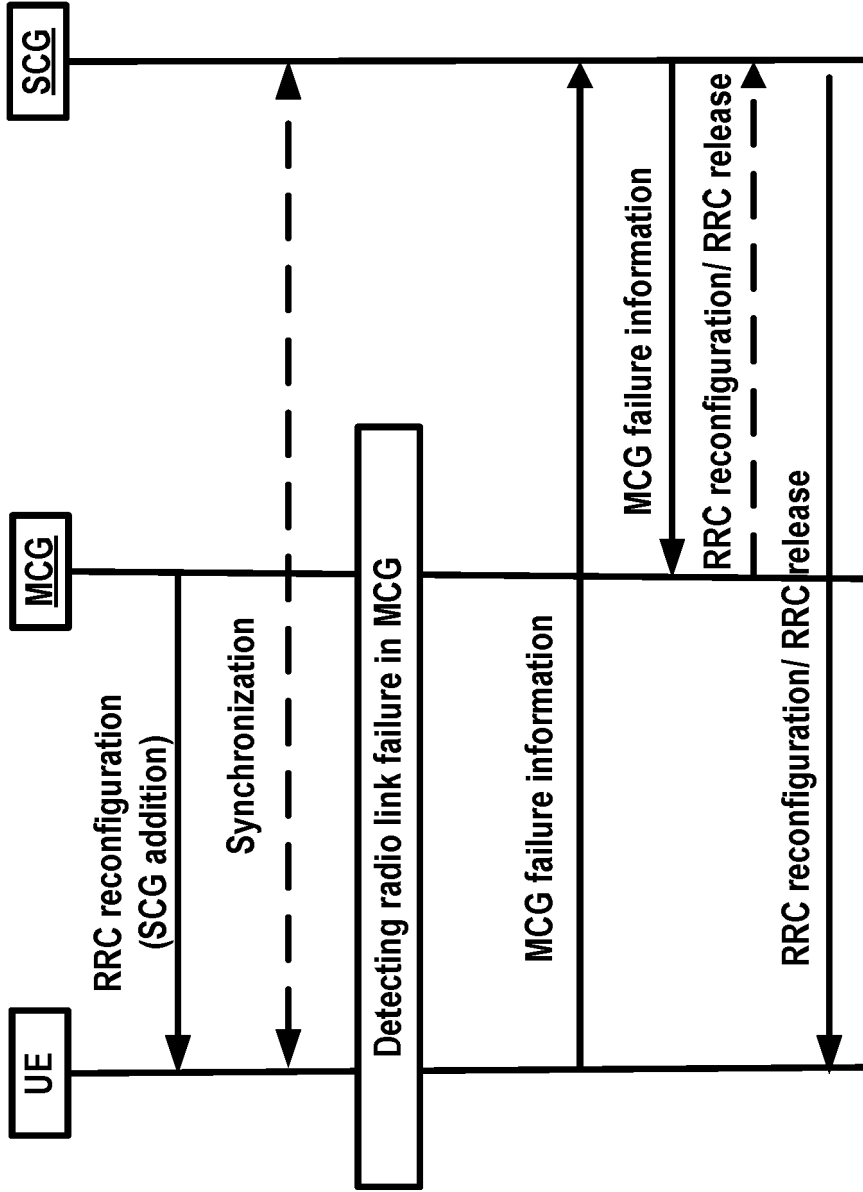 UE
MCG
SCG
RRC reconfiguration
(SCG addition)
Synchronization
Detecting radio link failure in MCG
MCG failure information
MCG failure information
RRC reconfiguration/ RRC release
RRC reconfiguration/ RRC release